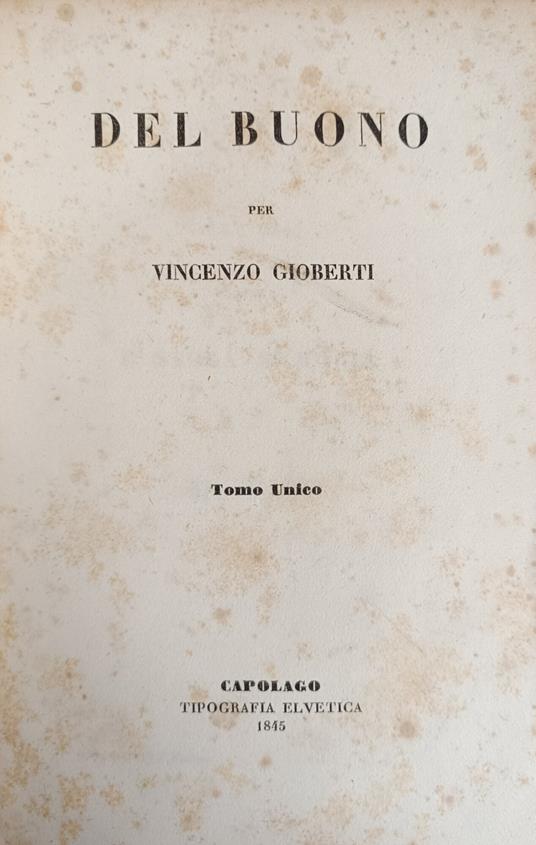 DEL BUONO
PER
VINCENZO GIOBERTI
Tomo Unico
CAPOLAGO
TIPOGRAFIA ELVETICA
1845